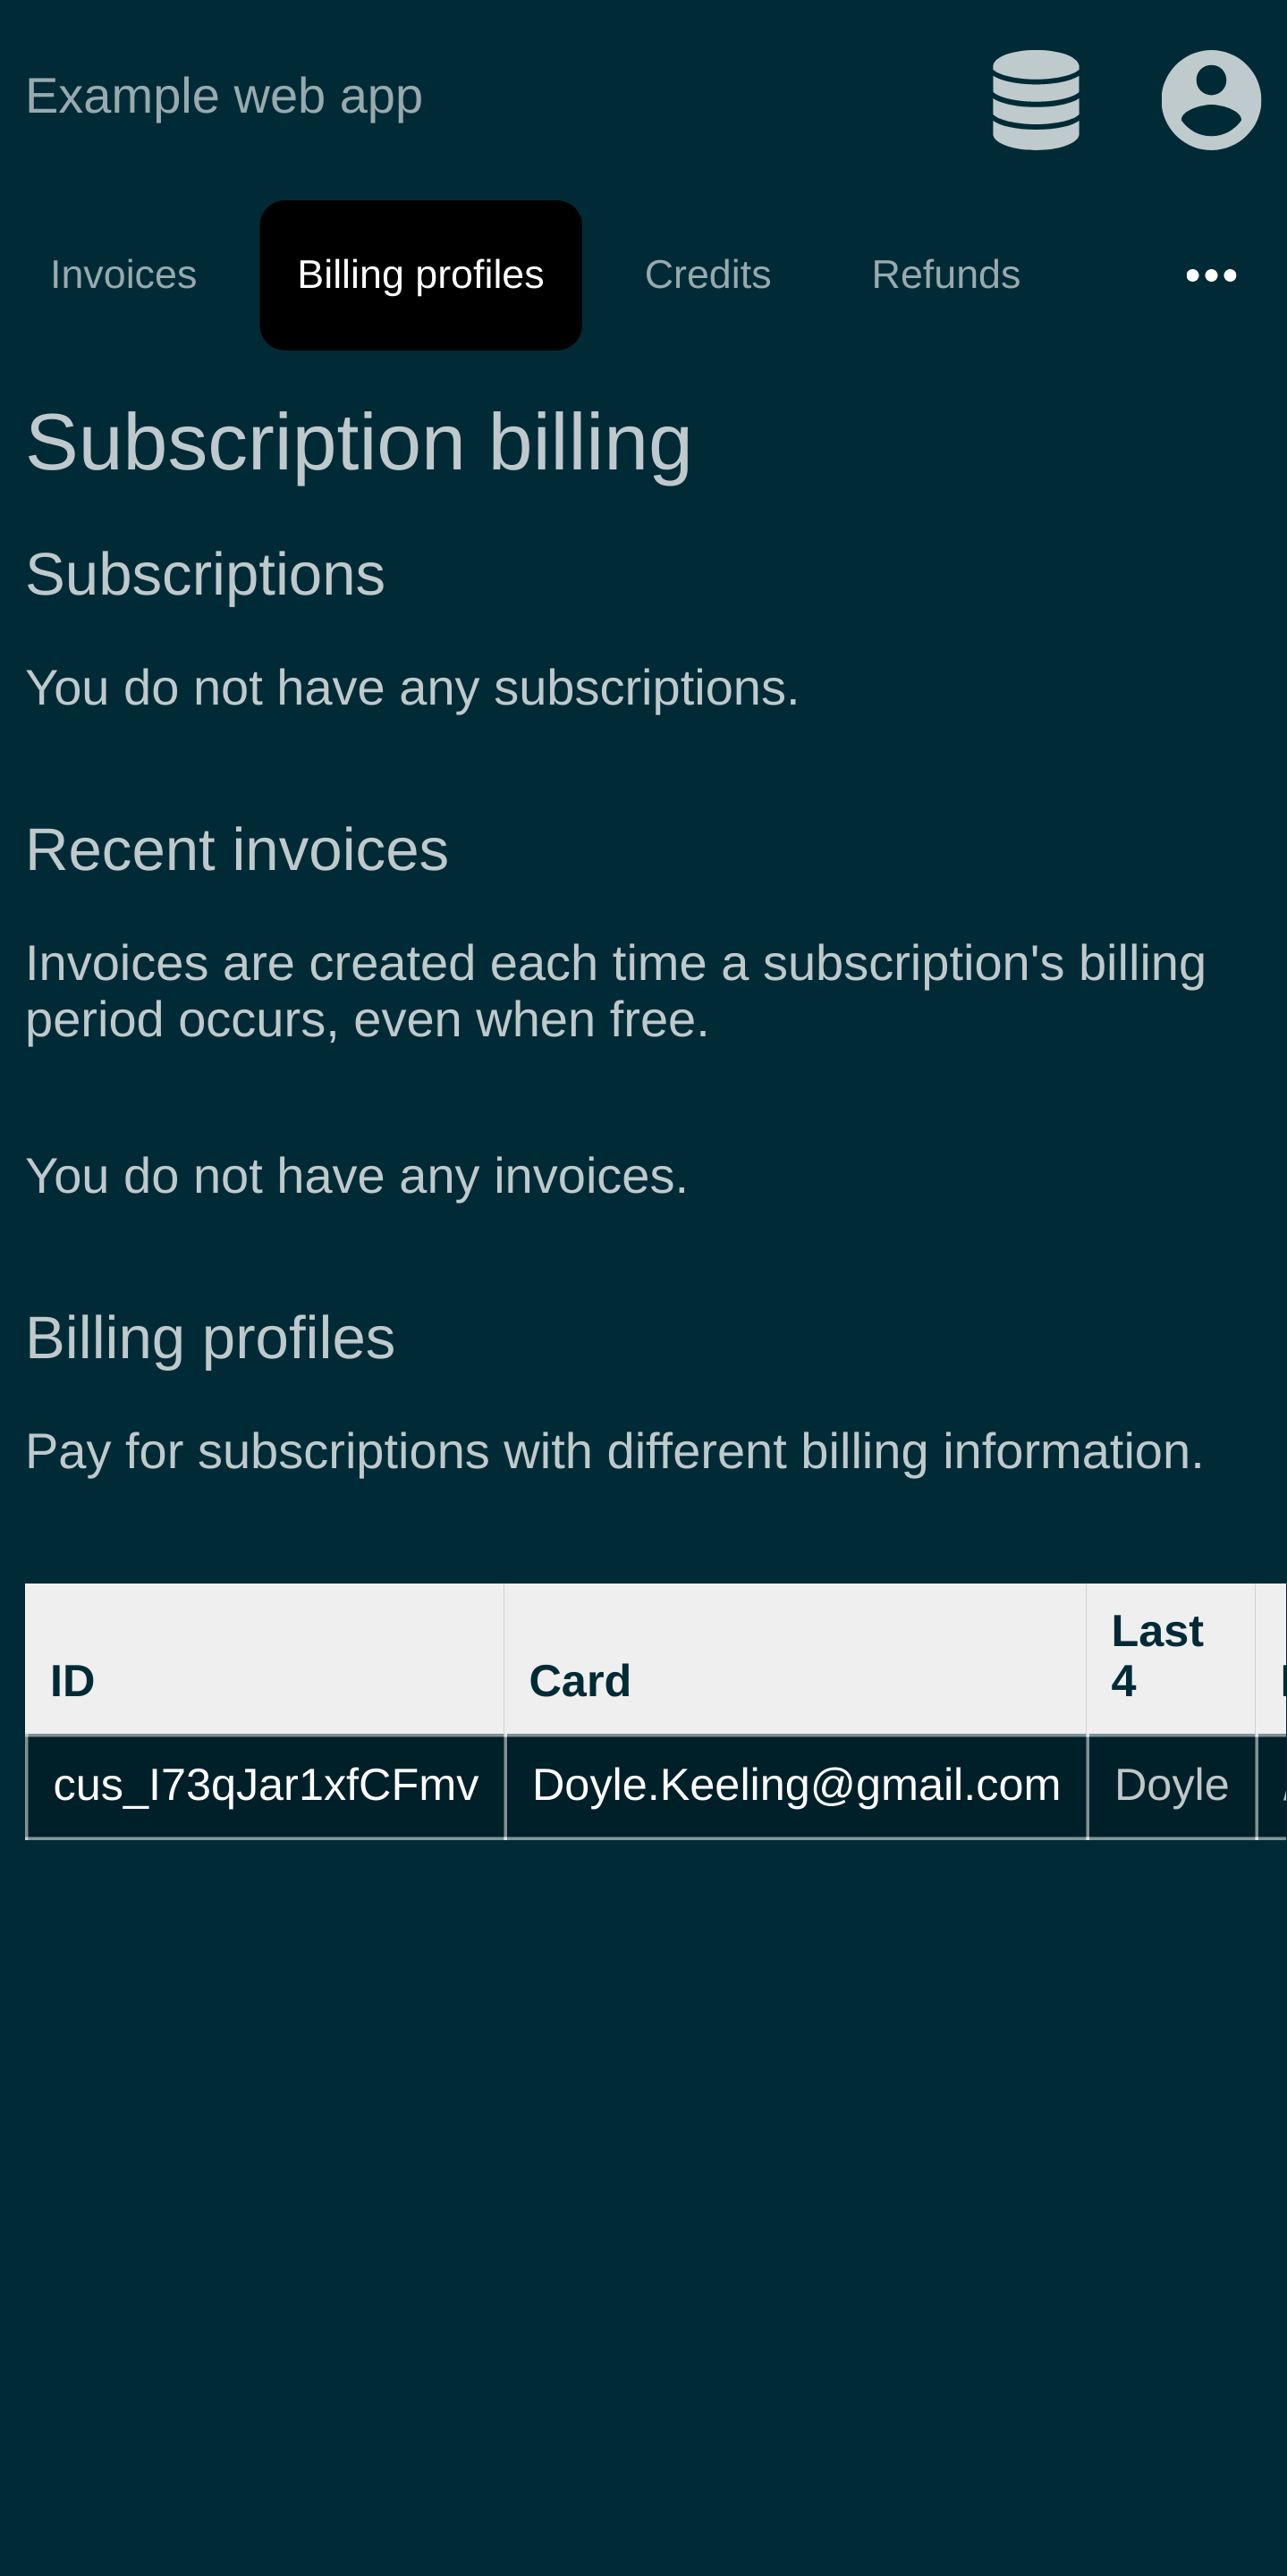 Example web app
Invoices Billing profiles Credits Refunds
Subscription billing
Subscriptions
You do not have any subscriptions.
Recent invoices
Invoices are created each time a subscription's billing
period occurs, even when free.
You do not have any invoices.
Billing profiles
Pay for subscriptions with different billing information.
ID Card Last 4
cus_I73qJar1xfCFmv Doyle.Keeling@gmail.com Doyle